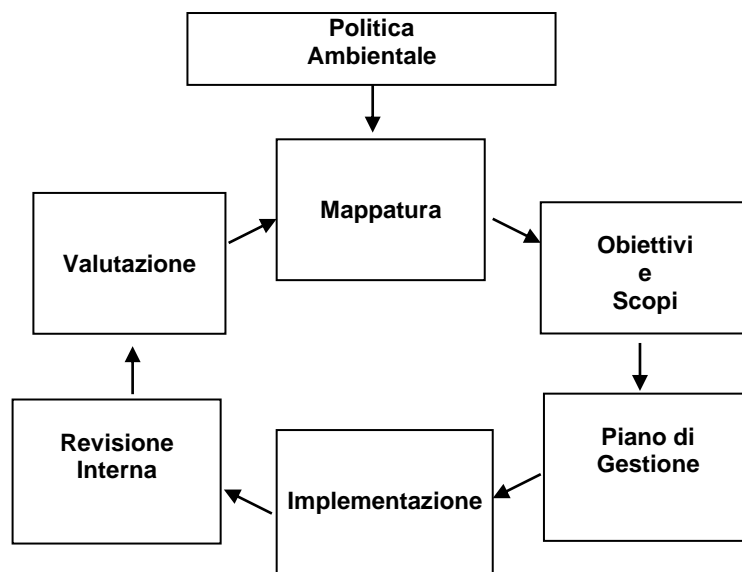 Politica
Ambientale
Mappatura
Obiettivi
e
Scopi
Piano di
Gestione
Implementazione
Revisione
Interna
Valutazione